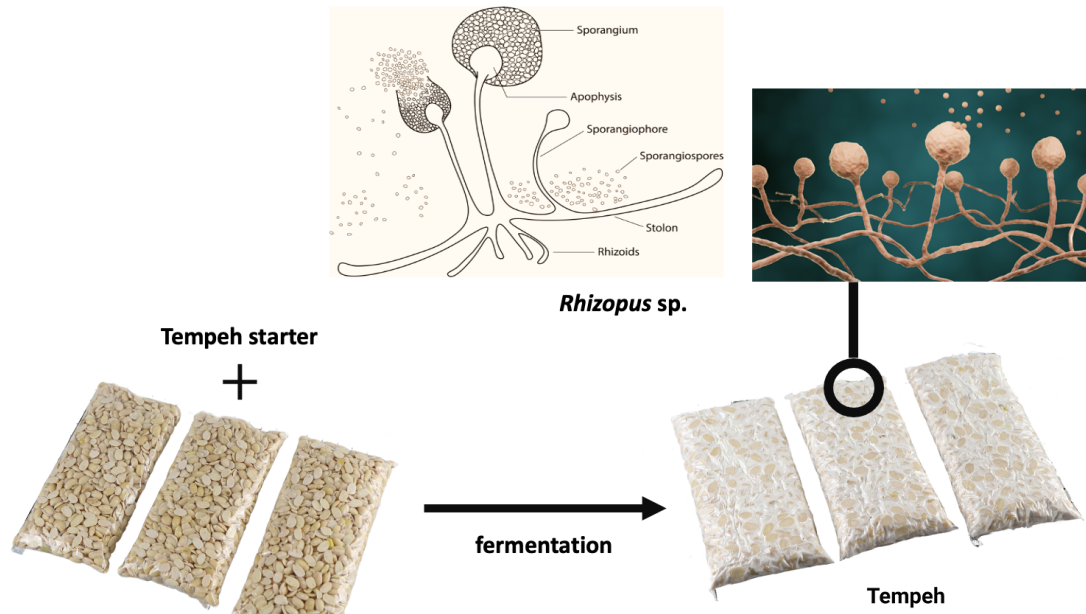 Sporangium
Apophysis
Sporangiophore
Sporangiospores
Stolon
Rhizoids
Rhizopus sp.
Tempeh starter
+
fermentation
Tempeh